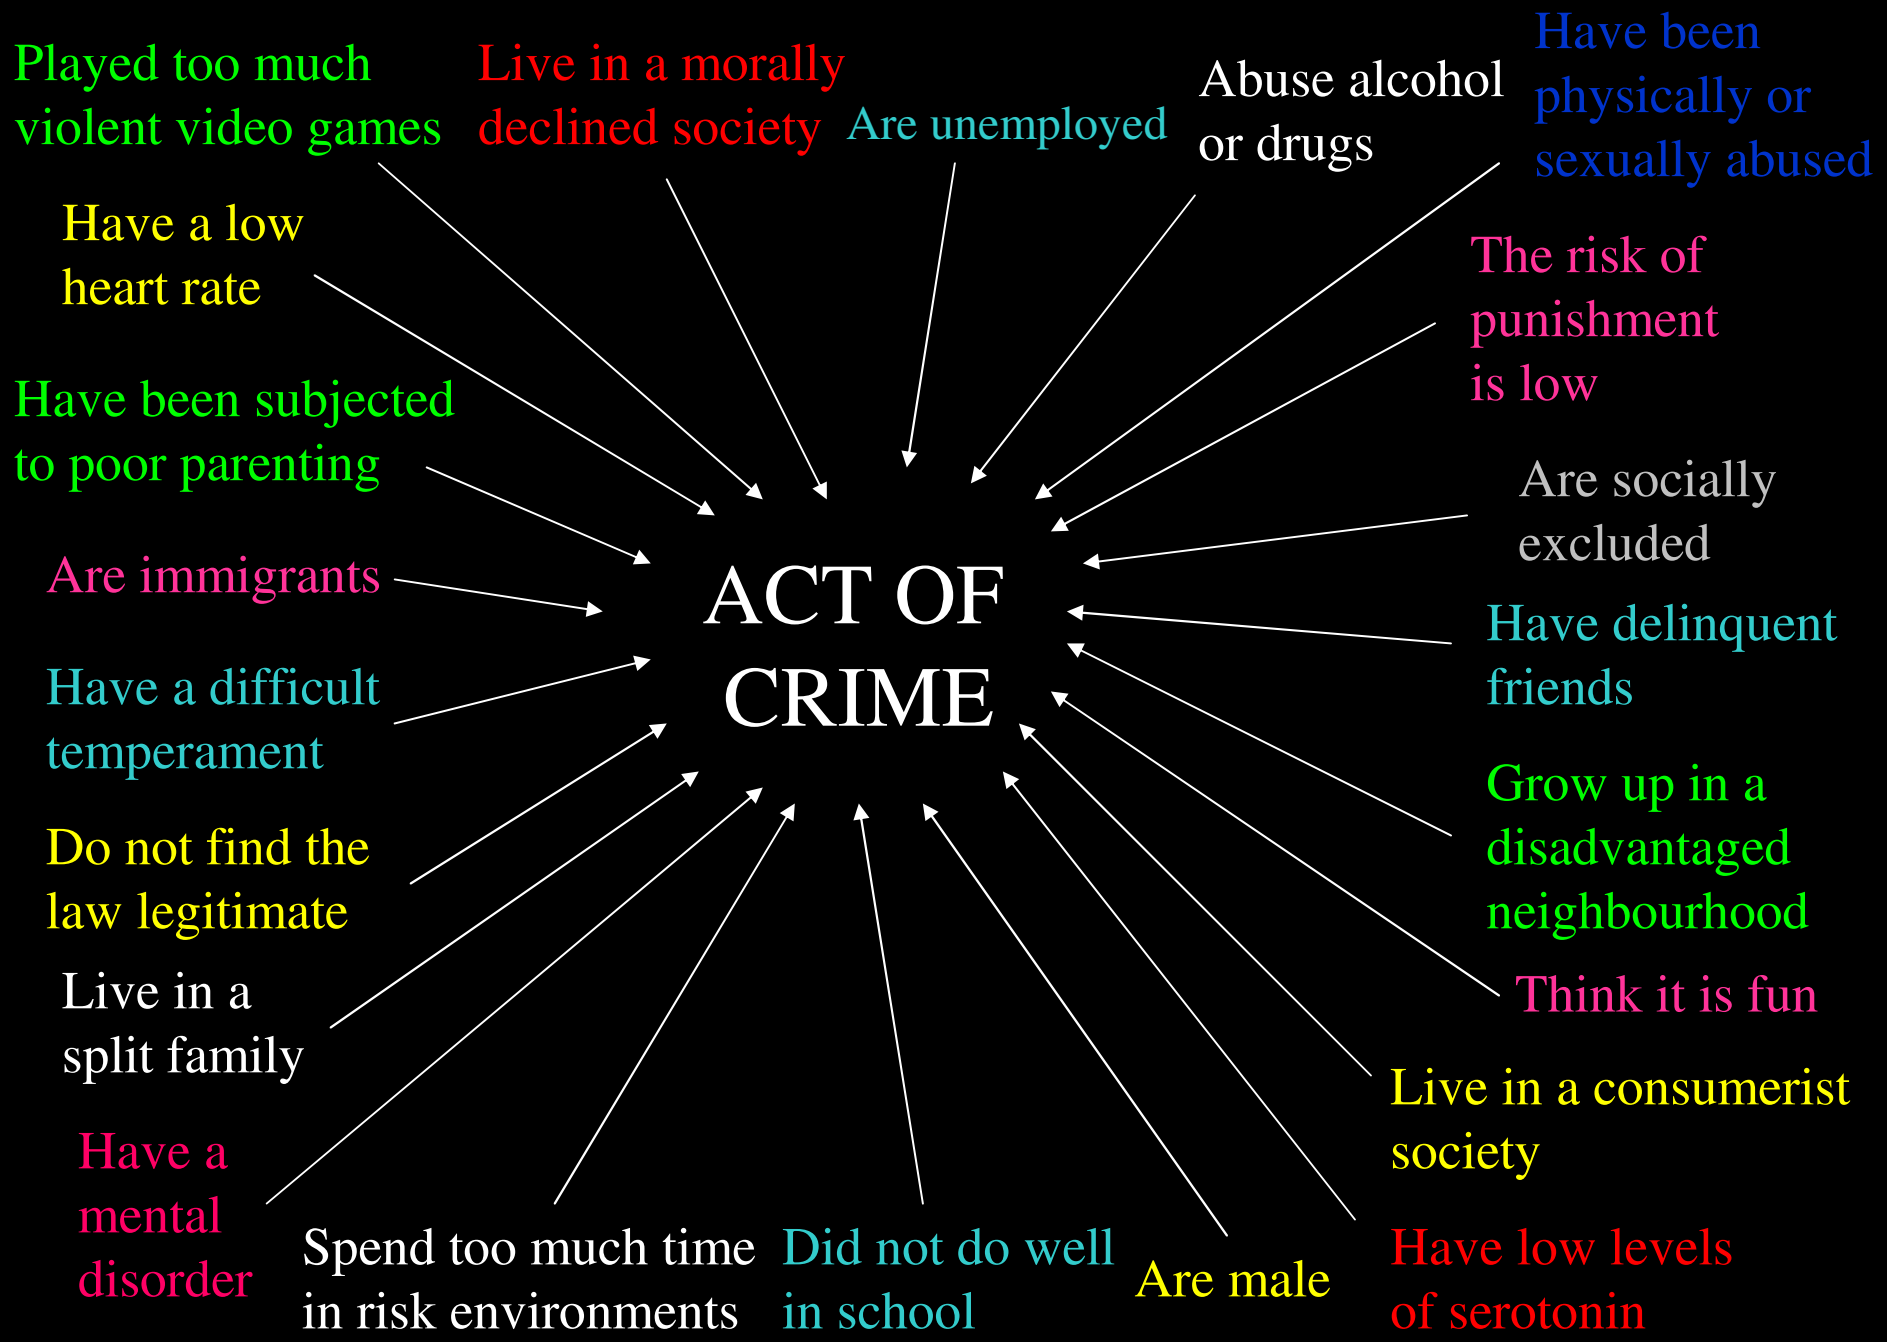 Played too much
violent video games
Live in a morally
declined society
Are unemployed
Abuse alcohol
or drugs
Have been
physically or
sexually abused
Have a low
heart rate
The risk of
punishment
is low
Have been subjected
to poor parenting
Are socially
excluded
Are immigrants
ACT OF
CRIME
Have delinquent
friends
Have a difficult
temperament
Grow up in a
disadvantaged
neighbourhood
Do not find the
law legitimate
Think it is fun
Live in a
split family
Live in a consumerist
society
Have a
mental
disorder
Spend too much time
in risk environments
Did not do well
in school
Are male
Have low levels
of serotonin